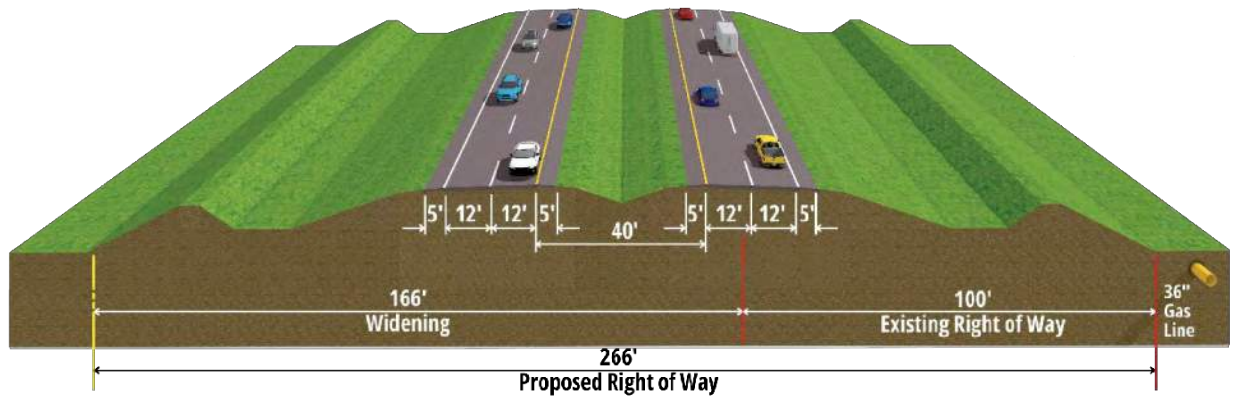 5' 12' 12' 5' 5' 12' 12' 5'
40'
166'
Widening
100'
Existing Right of Way
36"
Gas
Line
266'
Proposed Right of Way